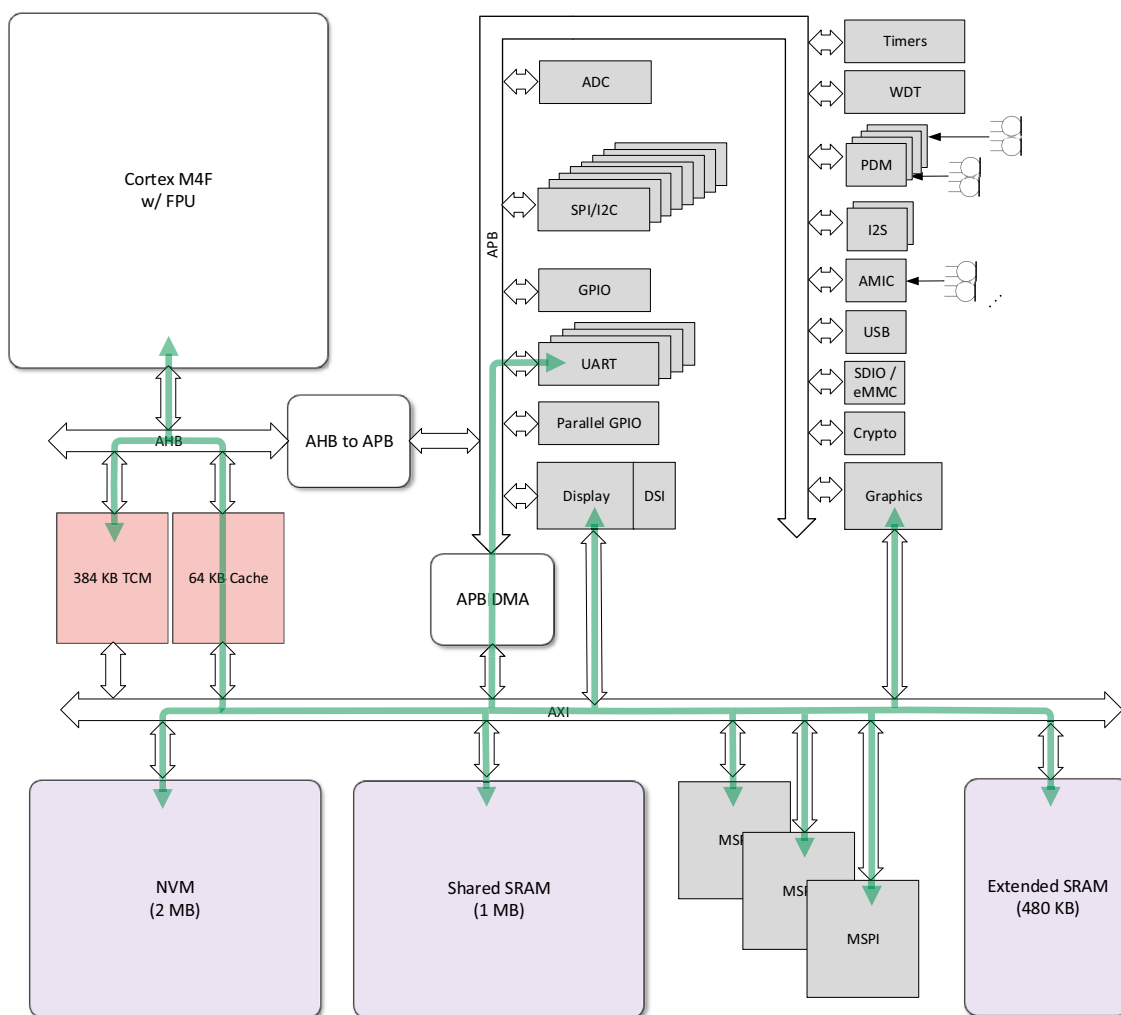 Cortex M4F
w/ FPU
ADC
SPI/I2C
APB
GPIO
UART
Parallel GPIO
Display
DSI
Timers
WDT
PDM
I2S
AMIC
...
USB
SDIO /
eMMC
Crypto
Graphics
AHB
AHB to APB
384 KB TCM
64 KB Cache
APB DMA
AXI
NVM
(2 MB)
Shared SRAM
(1 MB)
MSPI
MSPI
MSPI
Extended SRAM
(480 KB)